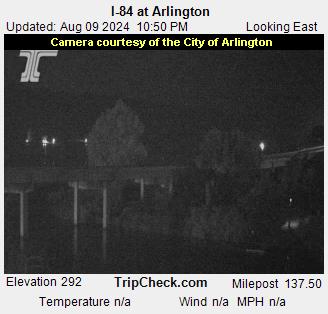 I-84 at Arlington
Updated: Aug 09 2024 10:50 PM Looking East
Camera courtesy of the City of Arlington
Elevation 292 TripCheck.com Milepost 137.50
Temperature n/a Wind n/a MPH n/a